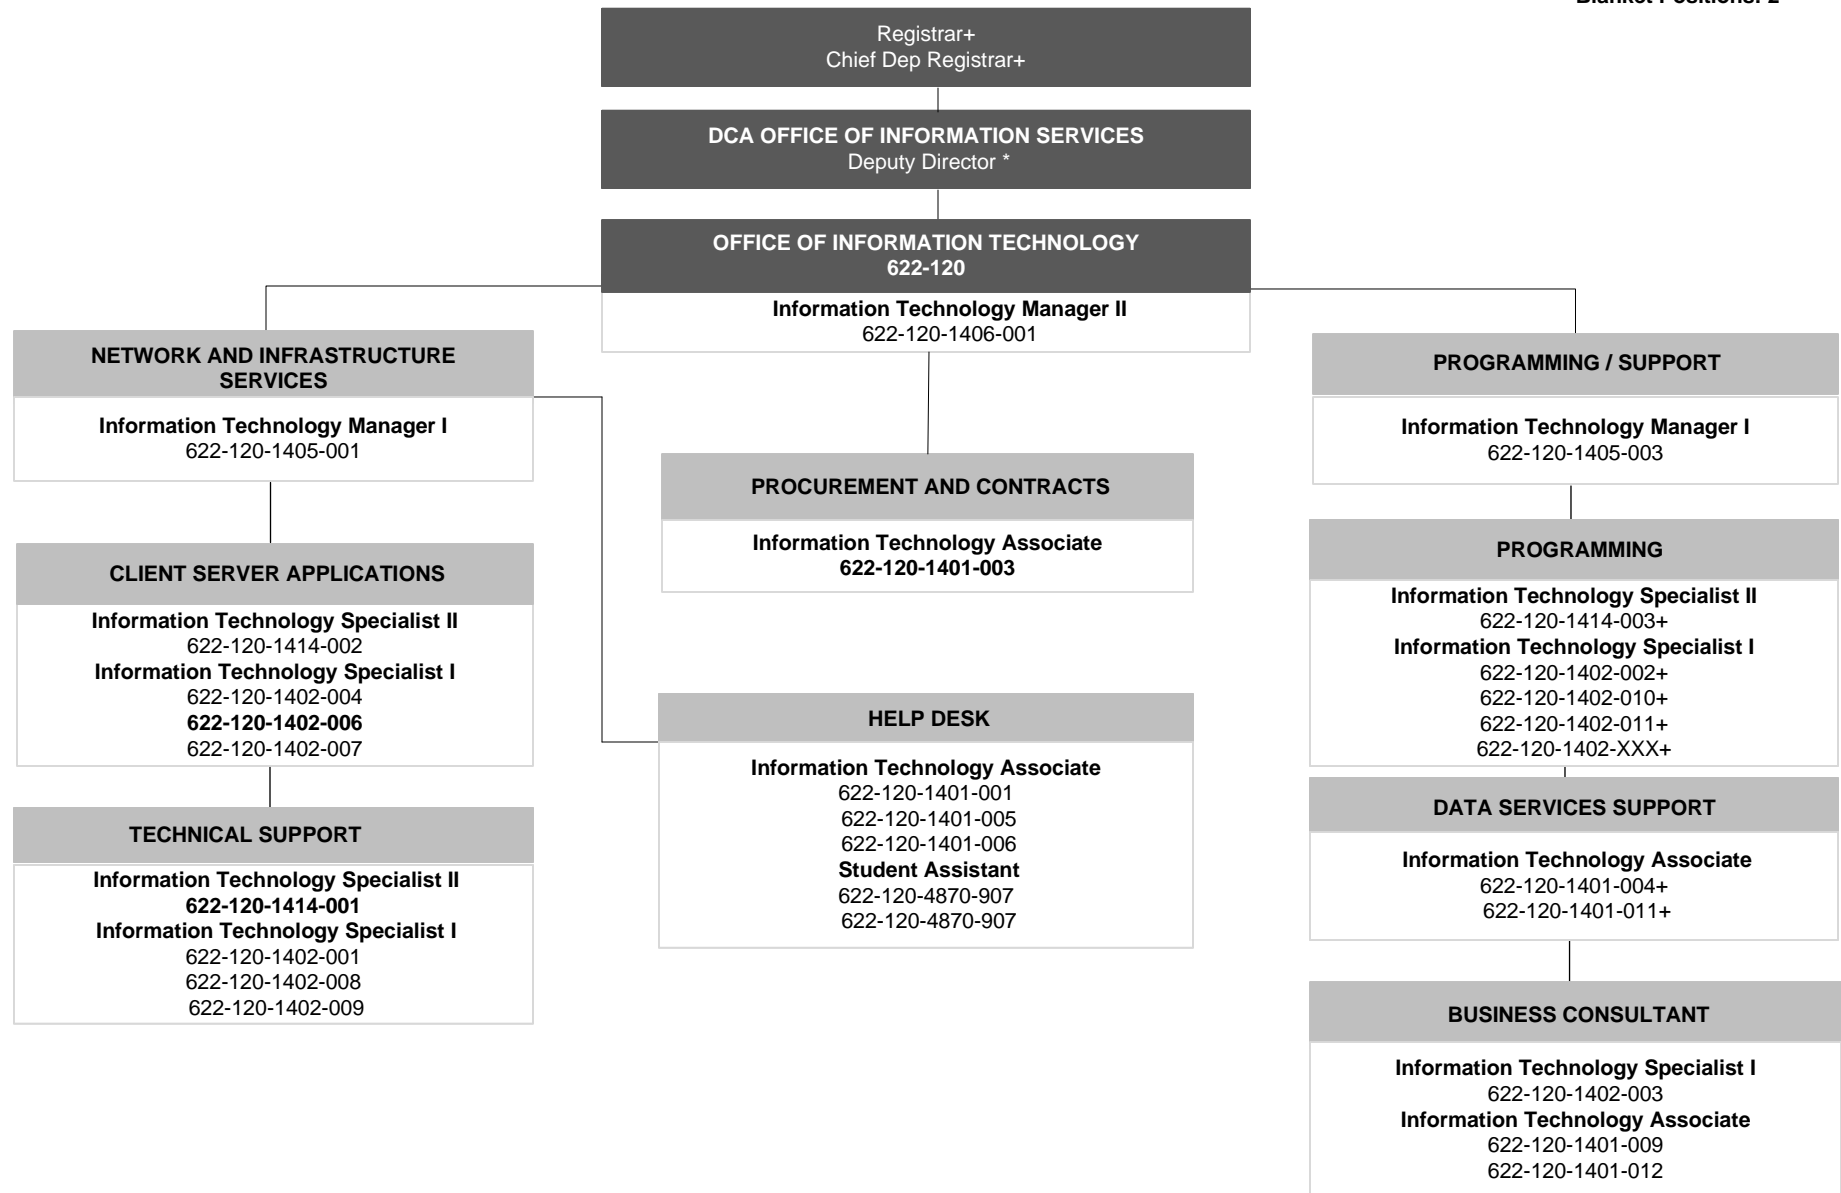 Blanket Positions: 2
Registrar+
Chief Dep Registrar+
DCA OFFICE OF INFORMATION SERVICES
Deputy Director *
OFFICE OF INFORMATION TECHNOLOGY
622-120
Information Technology Manager II
622-120-1406-001
NETWORK AND INFRASTRUCTURE
SERVICES
Information Technology Manager I
622-120-1405-001
CLIENT SERVER APPLICATIONS
Information Technology Specialist II
622-120-1414-002
Information Technology Specialist I
622-120-1402-004
622-120-1402-006
622-120-1402-007
TECHNICAL SUPPORT
Information Technology Specialist II
622-120-1414-001
Information Technology Specialist I
622-120-1402-001
622-120-1402-008
622-120-1402-009
PROCUREMENT AND CONTRACTS
Information Technology Associate
622-120-1401-003
HELP DESK
Information Technology Associate
622-120-1401-001
622-120-1401-005
622-120-1401-006
Student Assistant
622-120-4870-907
622-120-4870-907
PROGRAMMING / SUPPORT
Information Technology Manager I
622-120-1405-003
PROGRAMMING
Information Technology Specialist II
622-120-1414-003+
Information Technology Specialist I
622-120-1402-002+
622-120-1402-010+
622-120-1402-011+
622-120-1402-XXX+
DATA SERVICES SUPPORT
Information Technology Associate
622-120-1401-004+
622-120-1401-011+
BUSINESS CONSULTANT
Information Technology Specialist I
622-120-1402-003
Information Technology Associate
622-120-1401-009
622-120-1401-012